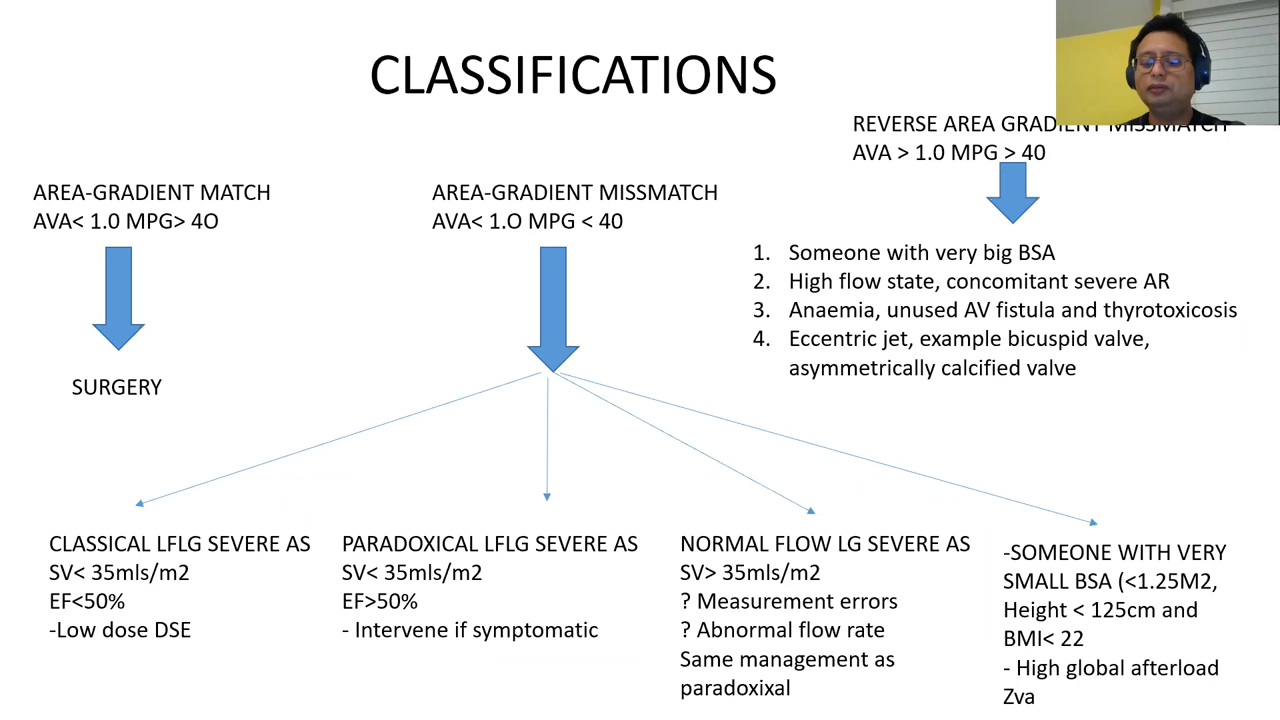 CLASSIFICATIONS
REVERSE AREA GRADIENT MISSMATCH
AVA > 1.0 MPG > 40
AREA-GRADIENT MATCH
AVA< 1.0 MPG> 4O
AREA-GRADIENT MISSMATCH
AVA< 1.O MPG < 40
1. Someone with very big BSA
2. High flow state, concomitant severe AR
3. Anaemia, unused AV fistula and thyrotoxicosis
4. Eccentric jet, example bicuspid valve,
asymmetrically calcified valve
SURGERY
CLASSICAL LFLG SEVERE AS
SV< 35mls/m2
EF<50%
-Low dose DSE
PARADOXICAL LFLG SEVERE AS
SV< 35mls/m2
EF>50%
- Intervene if symptomatic
NORMAL FLOW LG SEVERE AS
SV> 35mls/m2
? Measurement errors
? Abnormal flow rate
Same management as
paradoxixal
-SOMEONE WITH VERY
SMALL BSA (<1.25M2,
Height < 125cm and
BMI< 22
- High global afterload
Zva